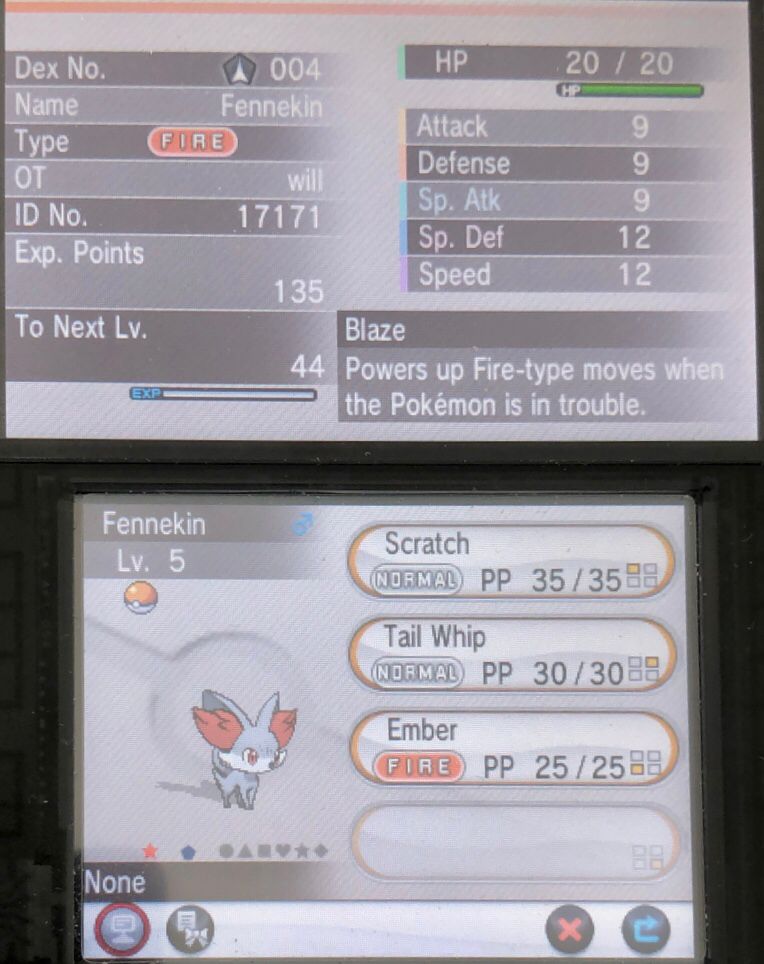 Dex No. 004
Name Fennekin
Type FIRE
OT will
ID No. 17171
Exp. Points
135
To Next Lv.
44
EXP
HP 20 / 20
HP
Attack 9
Defense 9
Sp. Atk 9
Sp. Def 12
Speed 12
Blaze
Powers up Fire-type moves when
the Pokémon is in trouble.
Fennekin ♂
Lv. 5
Scratch
NORMAL PP 35/35
Tail Whip
NORMAL PP 30/30
Ember
FIRE PP 25/25
None